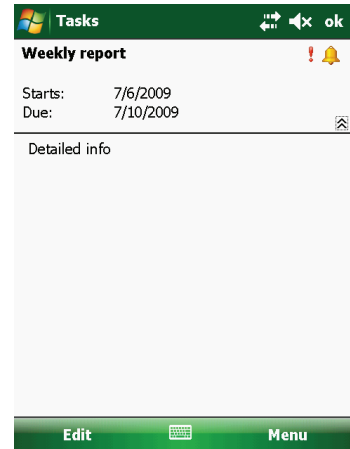 Tasks ok
Weekly report
Starts: 7/6/2009
Due: 7/10/2009
Detailed info
Edit Menu